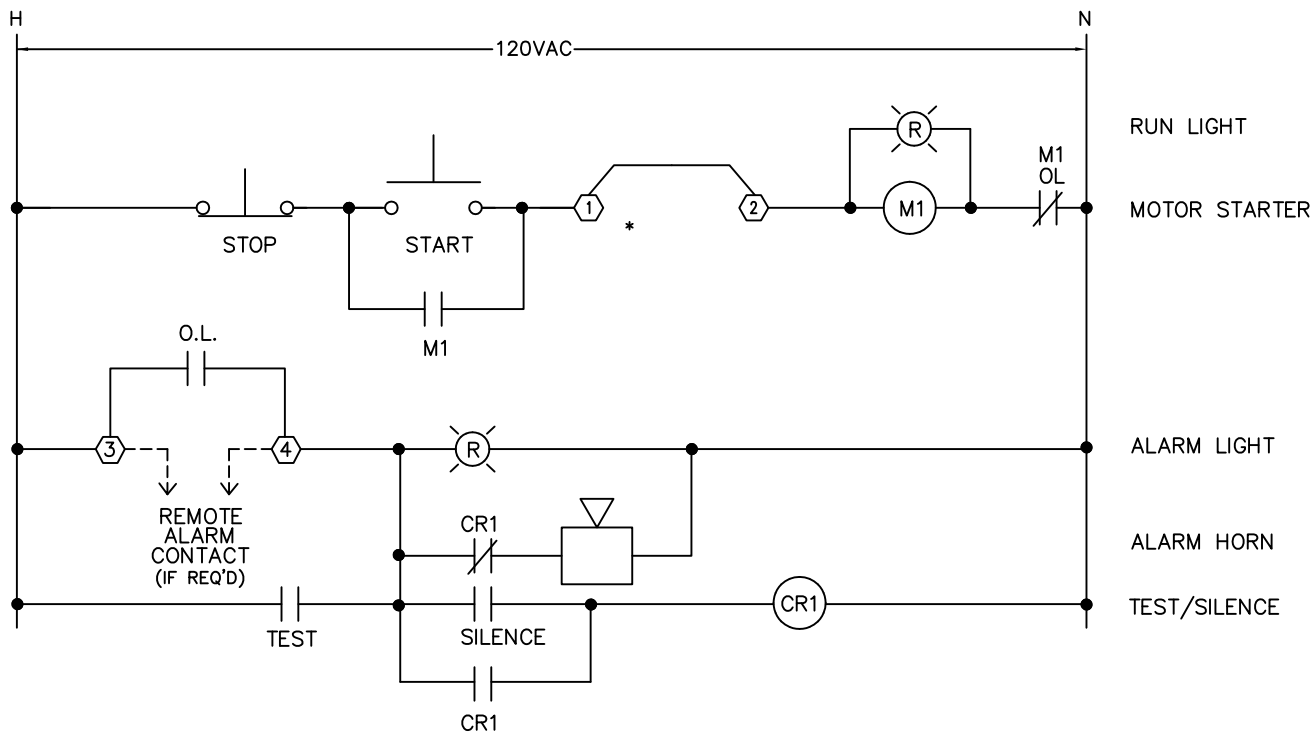 H
N
120VAC
R
RUN LIGHT
M1
OL
1
2
M1
MOTOR STARTER
*
STOP
START
M1
O.L.
3
4
R
ALARM LIGHT
REMOTE
ALARM
CONTACT
(IF REQ'D)
CR1
ALARM HORN
TEST
SILENCE
CR1
TEST/SILENCE
CR1